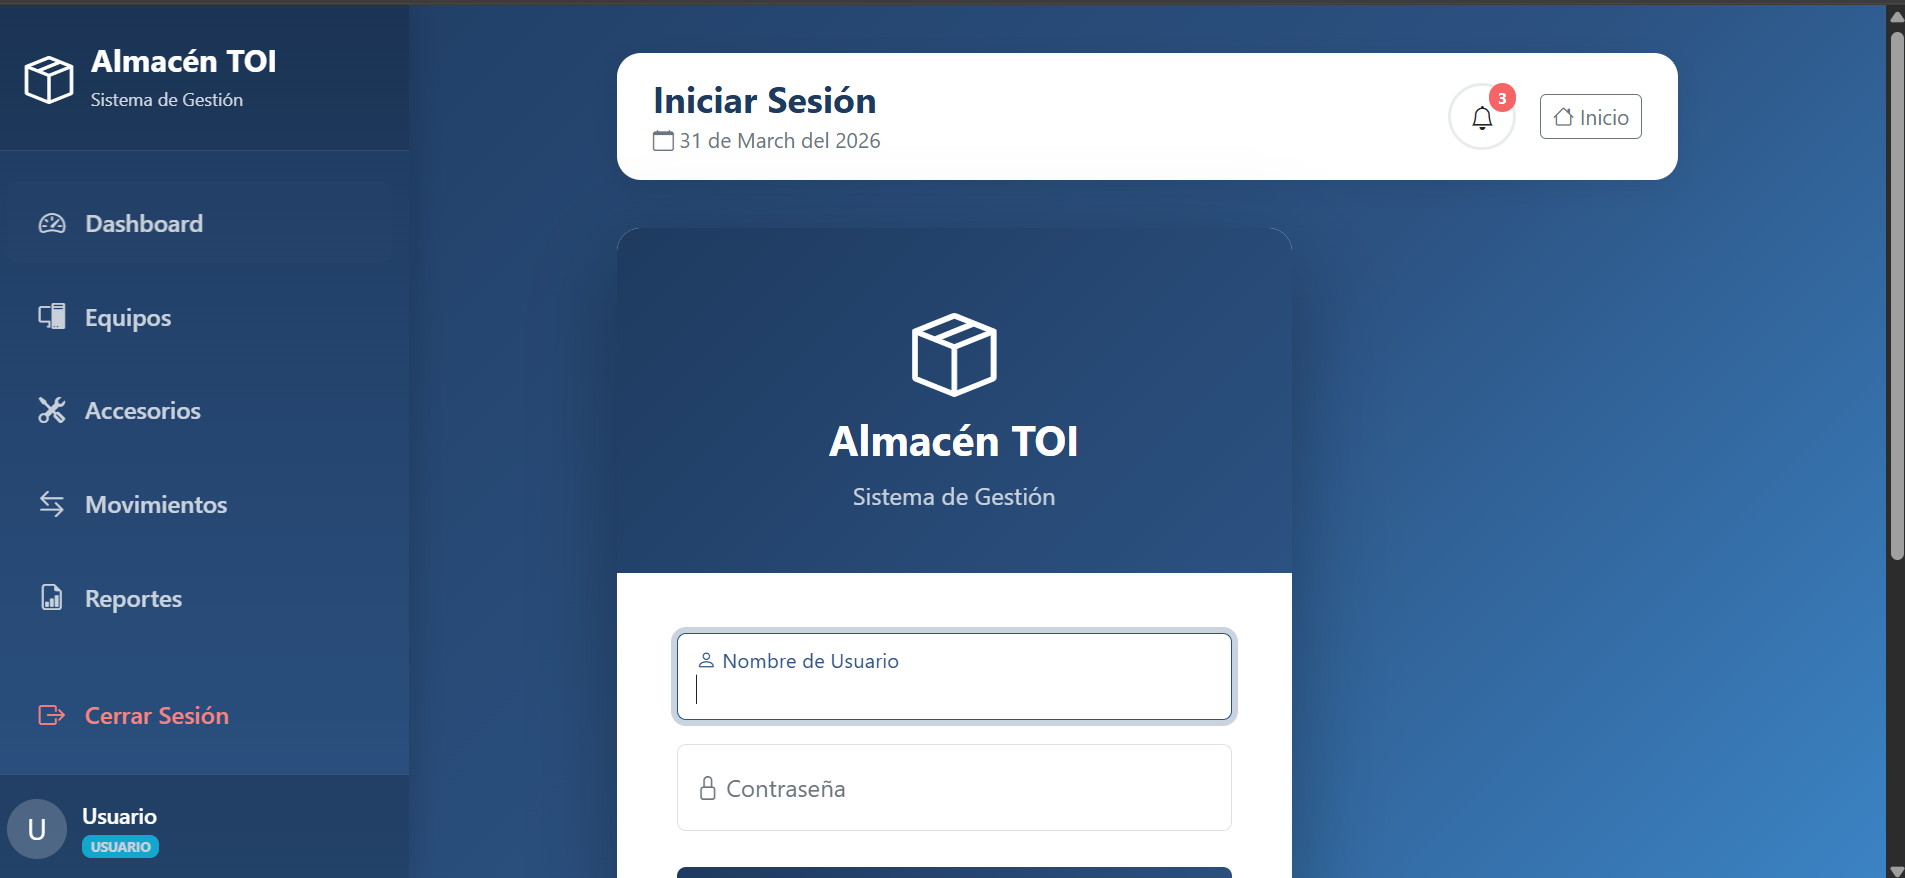 Almacén TOI
Sistema de Gestión
Dashboard
Equipos
Accesorios
Movimientos
Reportes
Cerrar Sesión
U
Usuario
USUARIO
Iniciar Sesión
31 de March del 2026
3
Inicio
Almacén TOI
Sistema de Gestión
Nombre de Usuario
Contraseña